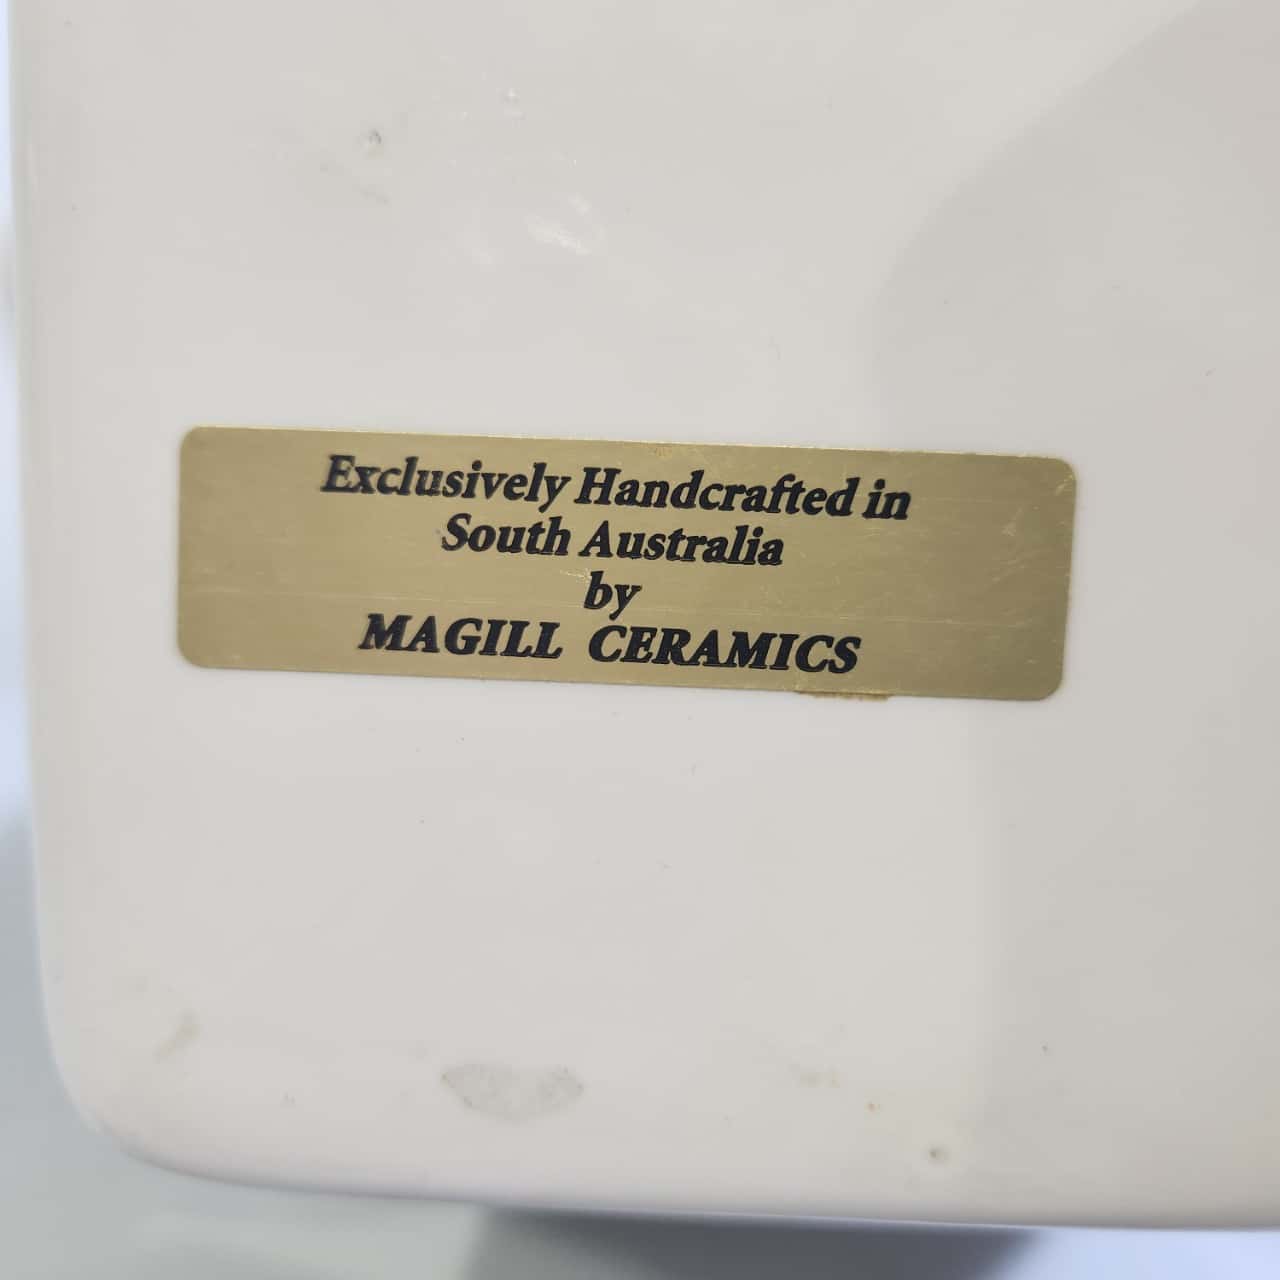 Exclusively Handcrafted in
South Australia
by
MAGILL CERAMICS